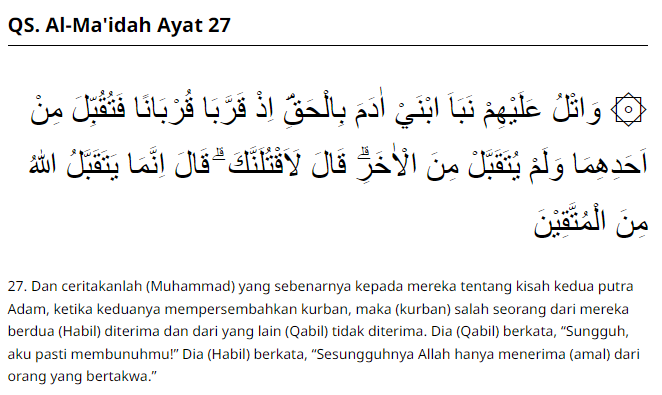 QS. Al-Ma'idah Ayat 27
۞ وَاتْلُ عَلَيْهِمْ نَبَاَ ابْنَيْ اٰدَمَ بِالْحَقِّۘ اِذْ قَرَّبَا قُرْبَانًا فَتُقُبِّلَ مِنْ
اَحَدِهِمَا وَلَمْ يُتَقَبَّلْ مِنَ الْاٰخَرِۗ قَالَ لَاَقْتُلَنَّكَ ۗ قَالَ اِنَّمَا يَتَقَبَّلُ اللّٰهُ
مِنَ الْمُتَّقِيْنَ
27. Dan ceritakanlah (Muhammad) yang sebenarnya kepada mereka tentang kisah kedua putra
Adam, ketika keduanya mempersembahkan kurban, maka (kurban) salah seorang dari mereka
berdua (Habil) diterima dan dari yang lain (Qabil) tidak diterima. Dia (Qabil) berkata, “Sungguh,
aku pasti membunuhmu!” Dia (Habil) berkata, “Sesungguhnya Allah hanya menerima (amal) dari
orang yang bertakwa.”